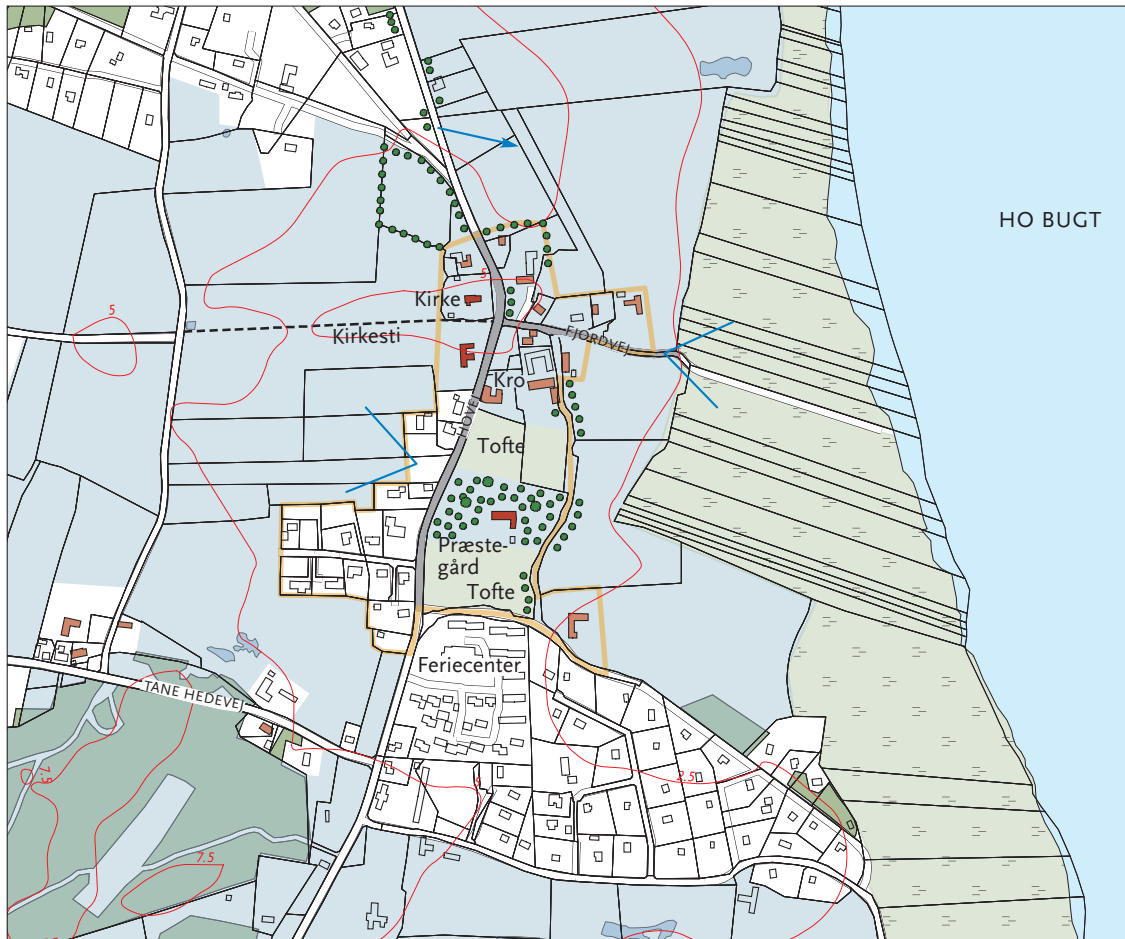 HO BUGT
5
5
Kirke
Kirkesti
FJORDVEJ
Kro
HOVEJ
Tofte
Præste-
gård
Tofte
Feriecenter
TANE HEDEVEJ
7.5
5
2.5
7.5